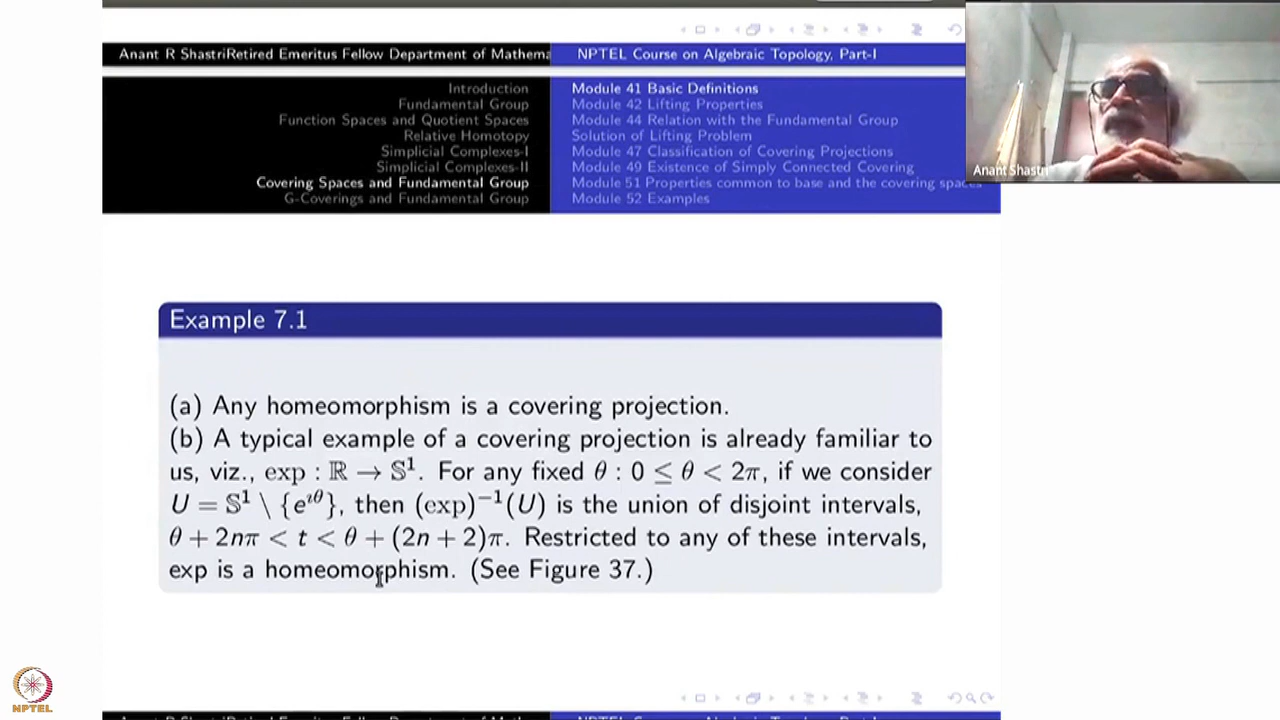 Anant R ShastriRetired Emeritus Fellow Department of Mathema
NPTEL Course on Algebraic Topology, Part-I
Introduction
Fundamental Group
Function Spaces and Quotient Spaces
Relative Homotopy
Simplicial Complexes-I
Simplicial Complexes-II
Covering Spaces and Fundamental Group
G-Coverings and Fundamental Group
Module 41 Basic Definitions
Module 42 Lifting Properties
Module 44 Relation with the Fundamental Group
Solution of Lifting Problem
Module 47 Classification of Covering Projections
Module 49 Existence of Simply Connected Covering
Module 51 Properties common to base and the covering spaces
Module 52 Examples
Anant Shastri
Example 7.1
(a) Any homeomorphism is a covering projection.
(b) A typical example of a covering projection is already familiar to
us, viz., exp : ℝ → 𝕊¹. For any fixed θ : 0 ≤ θ < 2π, if we consider
U = 𝕊¹ \ {e^{ιθ}}, then (exp)⁻¹(U) is the union of disjoint intervals,
θ + 2nπ < t < θ + (2n + 2)π. Restricted to any of these intervals,
exp is a homeomorphism. (See Figure 37.)
NPTEL